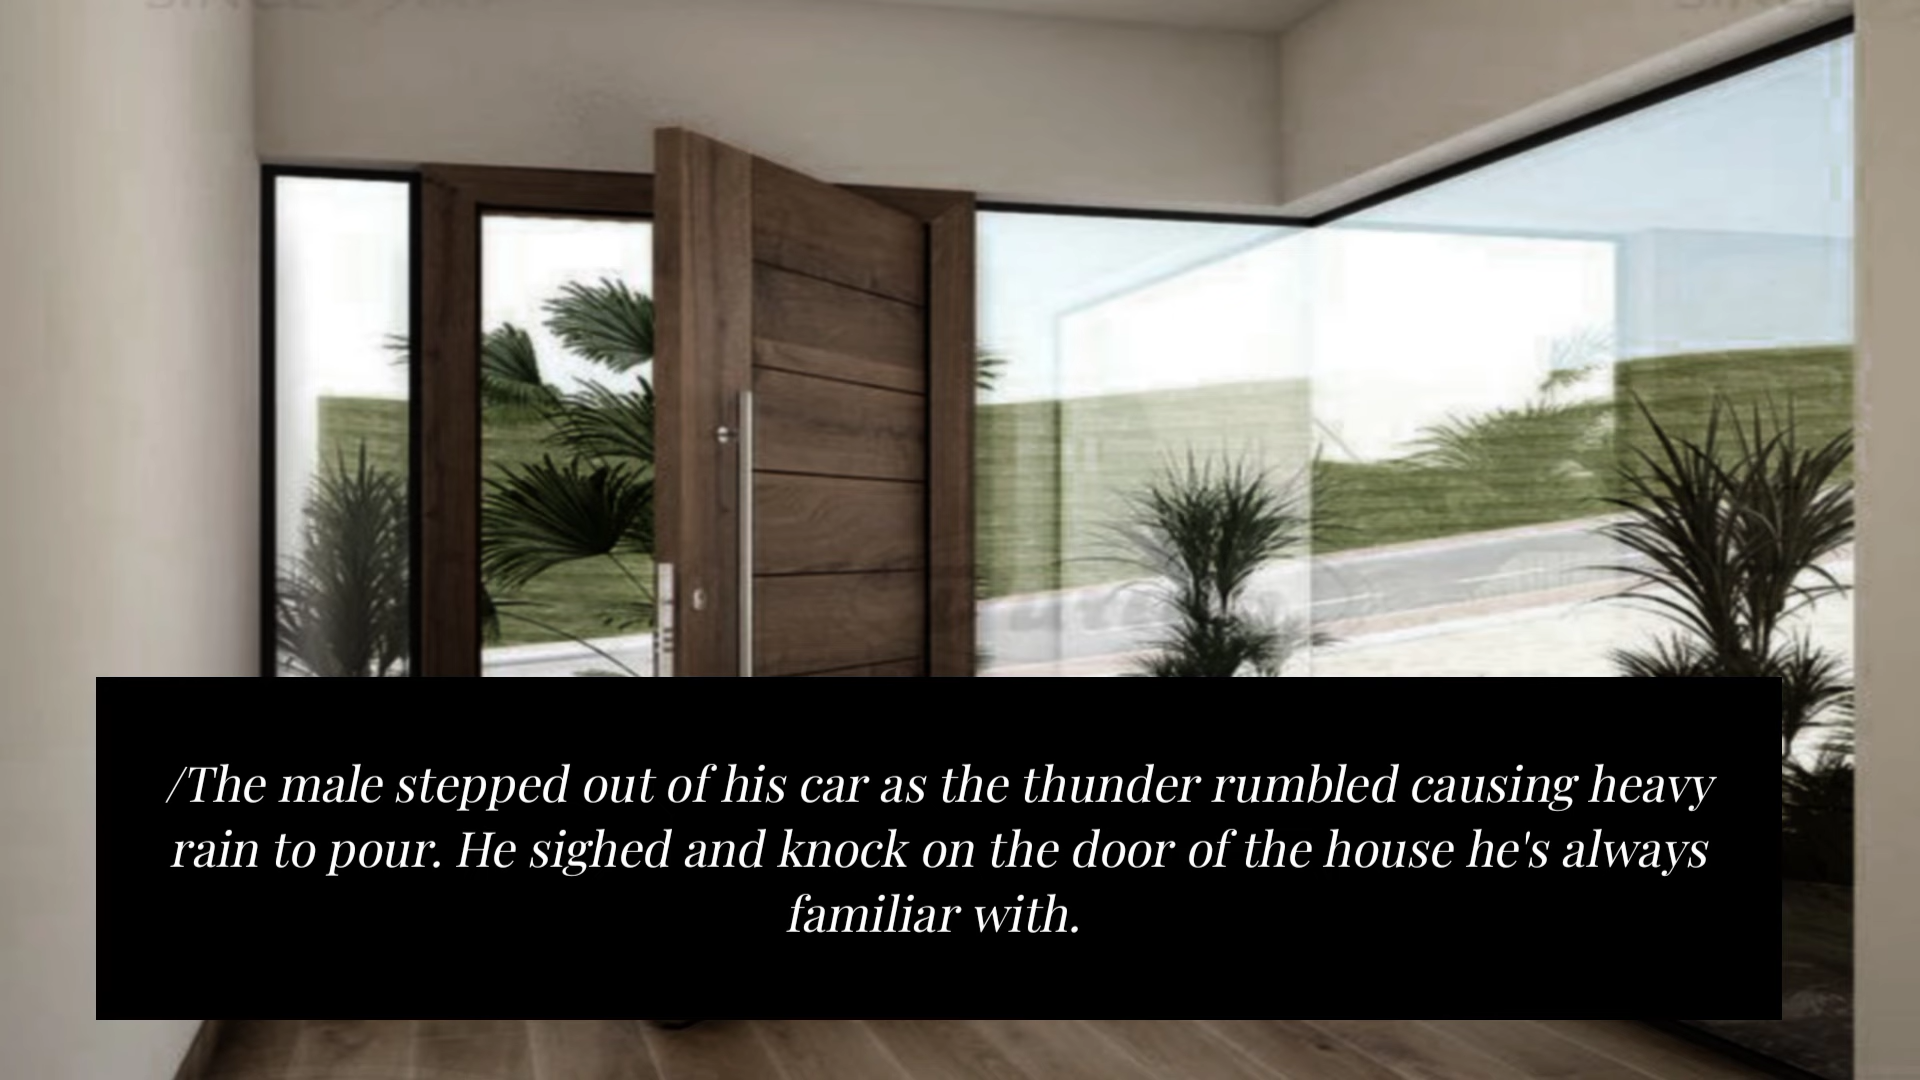 /The male stepped out of his car as the thunder rumbled causing heavy
rain to pour. He sighed and knock on the door of the house he's always
familiar with.